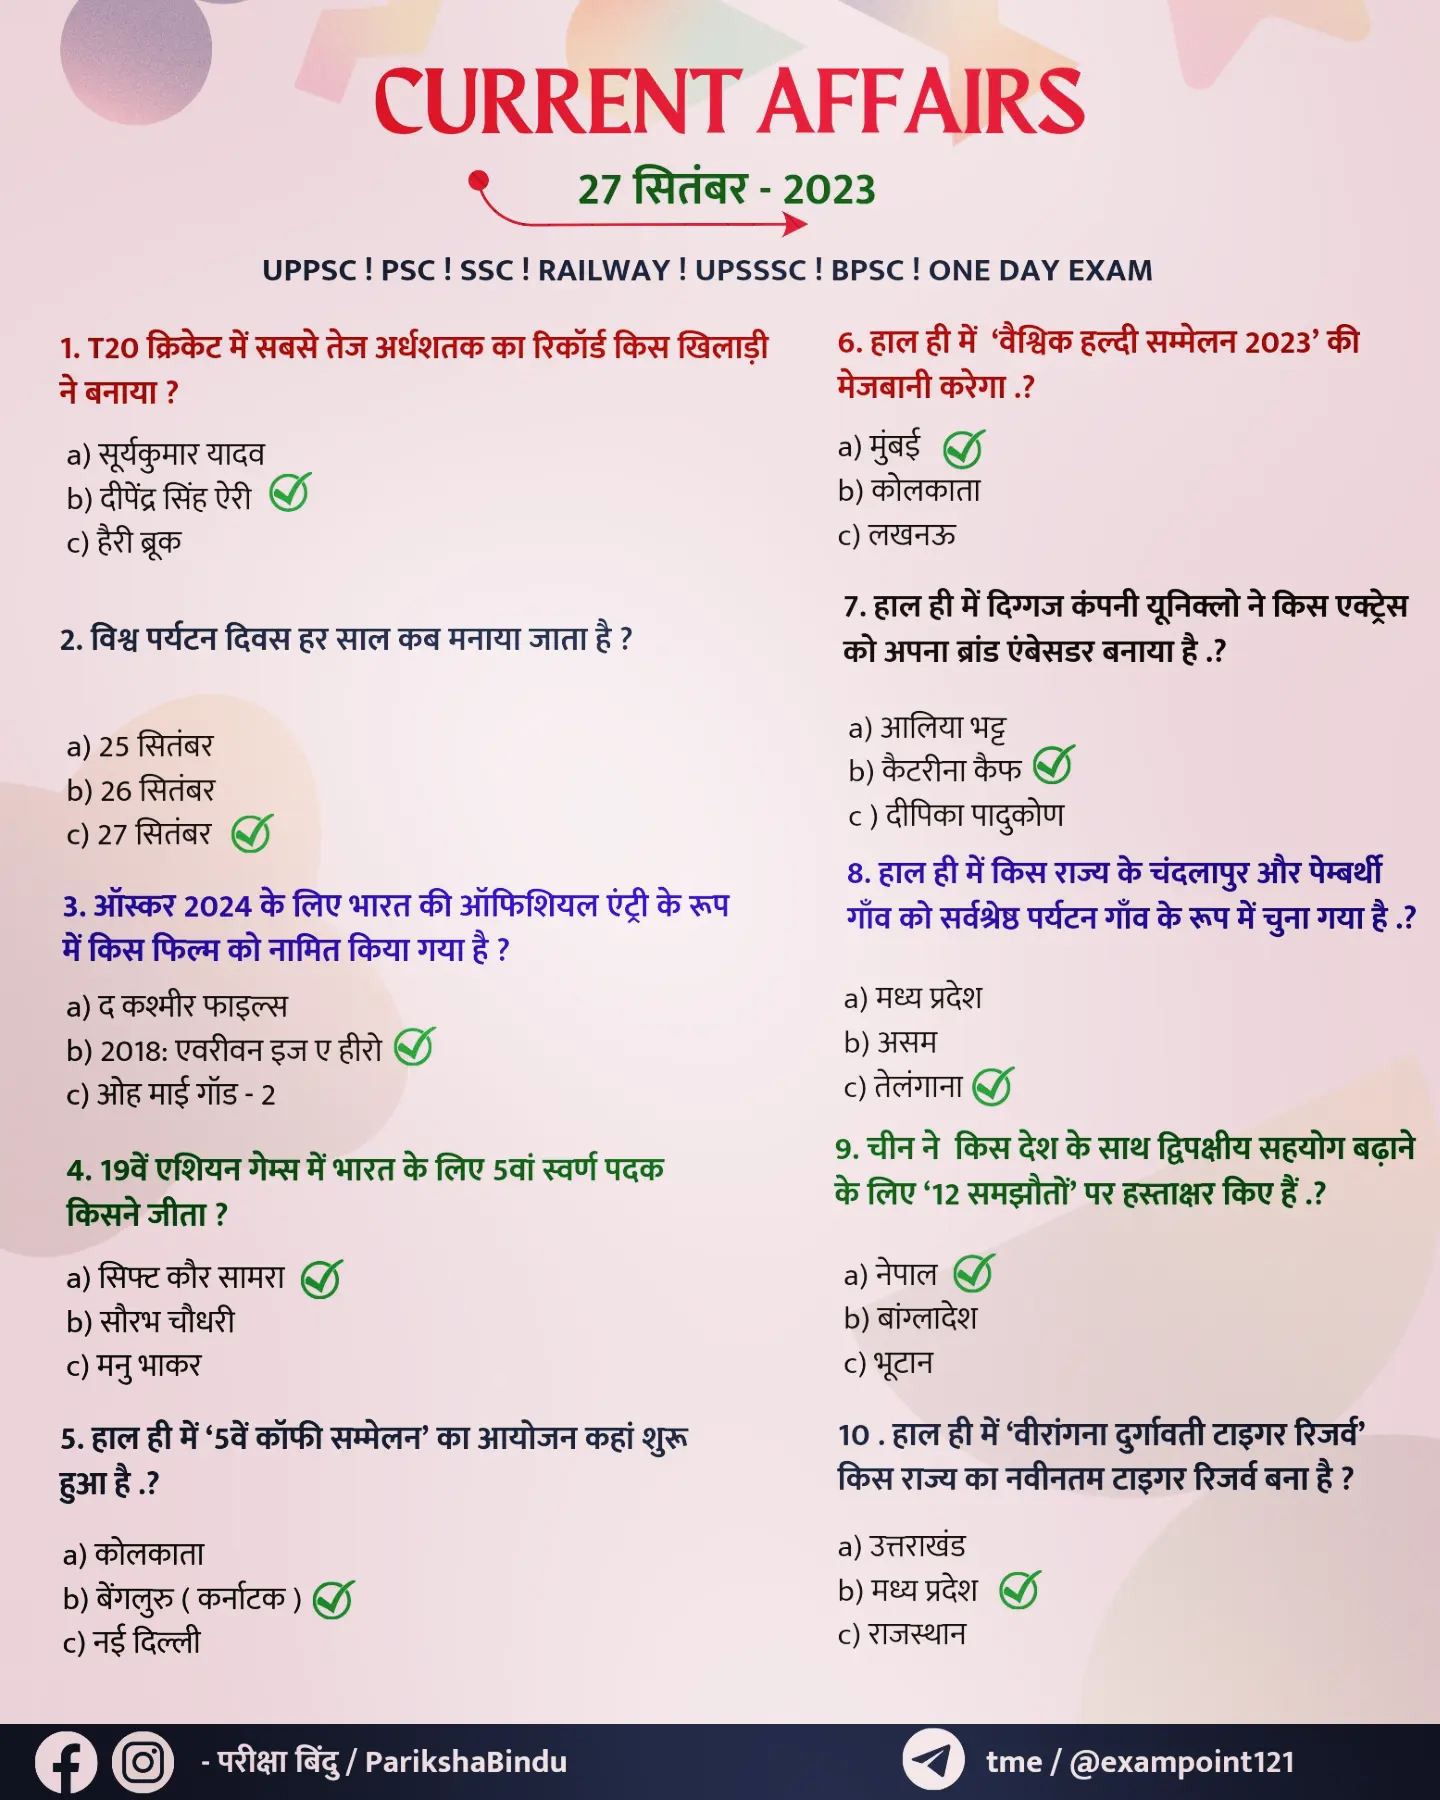 CURRENT AFFAIRS
27 सितंबर - 2023
UPPSC ! PSC ! SSC ! RAILWAY ! UPSSSC ! BPSC ! ONE DAY EXAM
1. T20 क्रिकेट में सबसे तेज अर्धशतक का रिकॉर्ड किस खिलाड़ी
ने बनाया ?
a) सूर्यकुमार यादव
b) दीपेंद्र सिंह ऐरी
c) हैरी ब्रूक
2. विश्व पर्यटन दिवस हर साल कब मनाया जाता है ?
a) 25 सितंबर
b) 26 सितंबर
c) 27 सितंबर
3. ऑस्कर 2024 के लिए भारत की ऑफिशियल एंट्री के रूप
में किस फिल्म को नामित किया गया है ?
a) द कश्मीर फाइल्स
b) 2018: एवरीवन इज ए हीरो
c) ओह माई गॉड - 2
4. 19वें एशियन गेम्स में भारत के लिए 5वां स्वर्ण पदक
किसने जीता ?
a) सिफ्ट कौर सामरा
b) सौरभ चौधरी
c) मनु भाकर
5. हाल ही में ‘5वें कॉफी सम्मेलन’ का आयोजन कहां शुरू
हुआ है .?
a) कोलकाता
b) बेंगलुरु ( कर्नाटक )
c) नई दिल्ली
6. हाल ही में ‘वैश्विक हल्दी सम्मेलन 2023’ की
मेजबानी करेगा .?
a) मुंबई
b) कोलकाता
c) लखनऊ
7. हाल ही में दिग्गज कंपनी यूनिक्लो ने किस एक्ट्रेस
को अपना ब्रांड एंबेसडर बनाया है .?
a) आलिया भट्ट
b) कैटरीना कैफ
c ) दीपिका पादुकोण
8. हाल ही में किस राज्य के चंदलापुर और पेम्बर्थी
गाँव को सर्वश्रेष्ठ पर्यटन गाँव के रूप में चुना गया है .?
a) मध्य प्रदेश
b) असम
c) तेलंगाना
9. चीन ने किस देश के साथ द्विपक्षीय सहयोग बढ़ाने
के लिए ‘12 समझौतों’ पर हस्ताक्षर किए हैं .?
a) नेपाल
b) बांग्लादेश
c) भूटान
10 . हाल ही में ‘वीरांगना दुर्गावती टाइगर रिजर्व’
किस राज्य का नवीनतम टाइगर रिजर्व बना है ?
a) उत्तराखंड
b) मध्य प्रदेश
c) राजस्थान
- परीक्षा बिंदु / ParikshaBindu
tme / @exampoint121